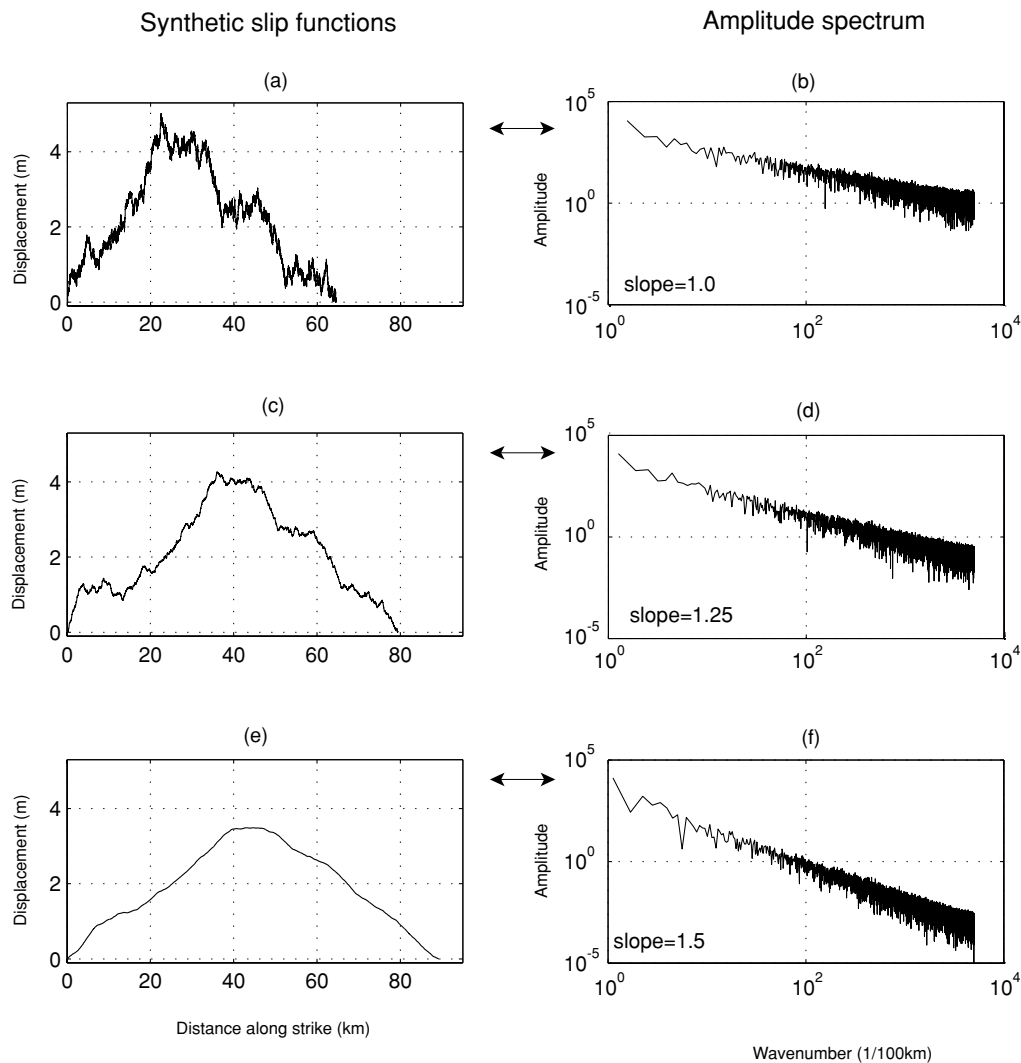 Synthetic slip functions
Amplitude spectrum
(a)
Displacement (m)
4
2
0
0 20 40 60 80
(b)
Amplitude
10^5
10^0
10^-5
slope=1.0
10^0 10^2 10^4
(c)
Displacement (m)
4
2
0
0 20 40 60 80
(d)
Amplitude
10^5
10^0
10^-5
slope=1.25
10^0 10^2 10^4
(e)
Displacement (m)
4
2
0
0 20 40 60 80
Distance along strike (km)
(f)
Amplitude
10^5
10^0
10^-5
slope=1.5
10^0 10^2 10^4
Wavenumber (1/100km)